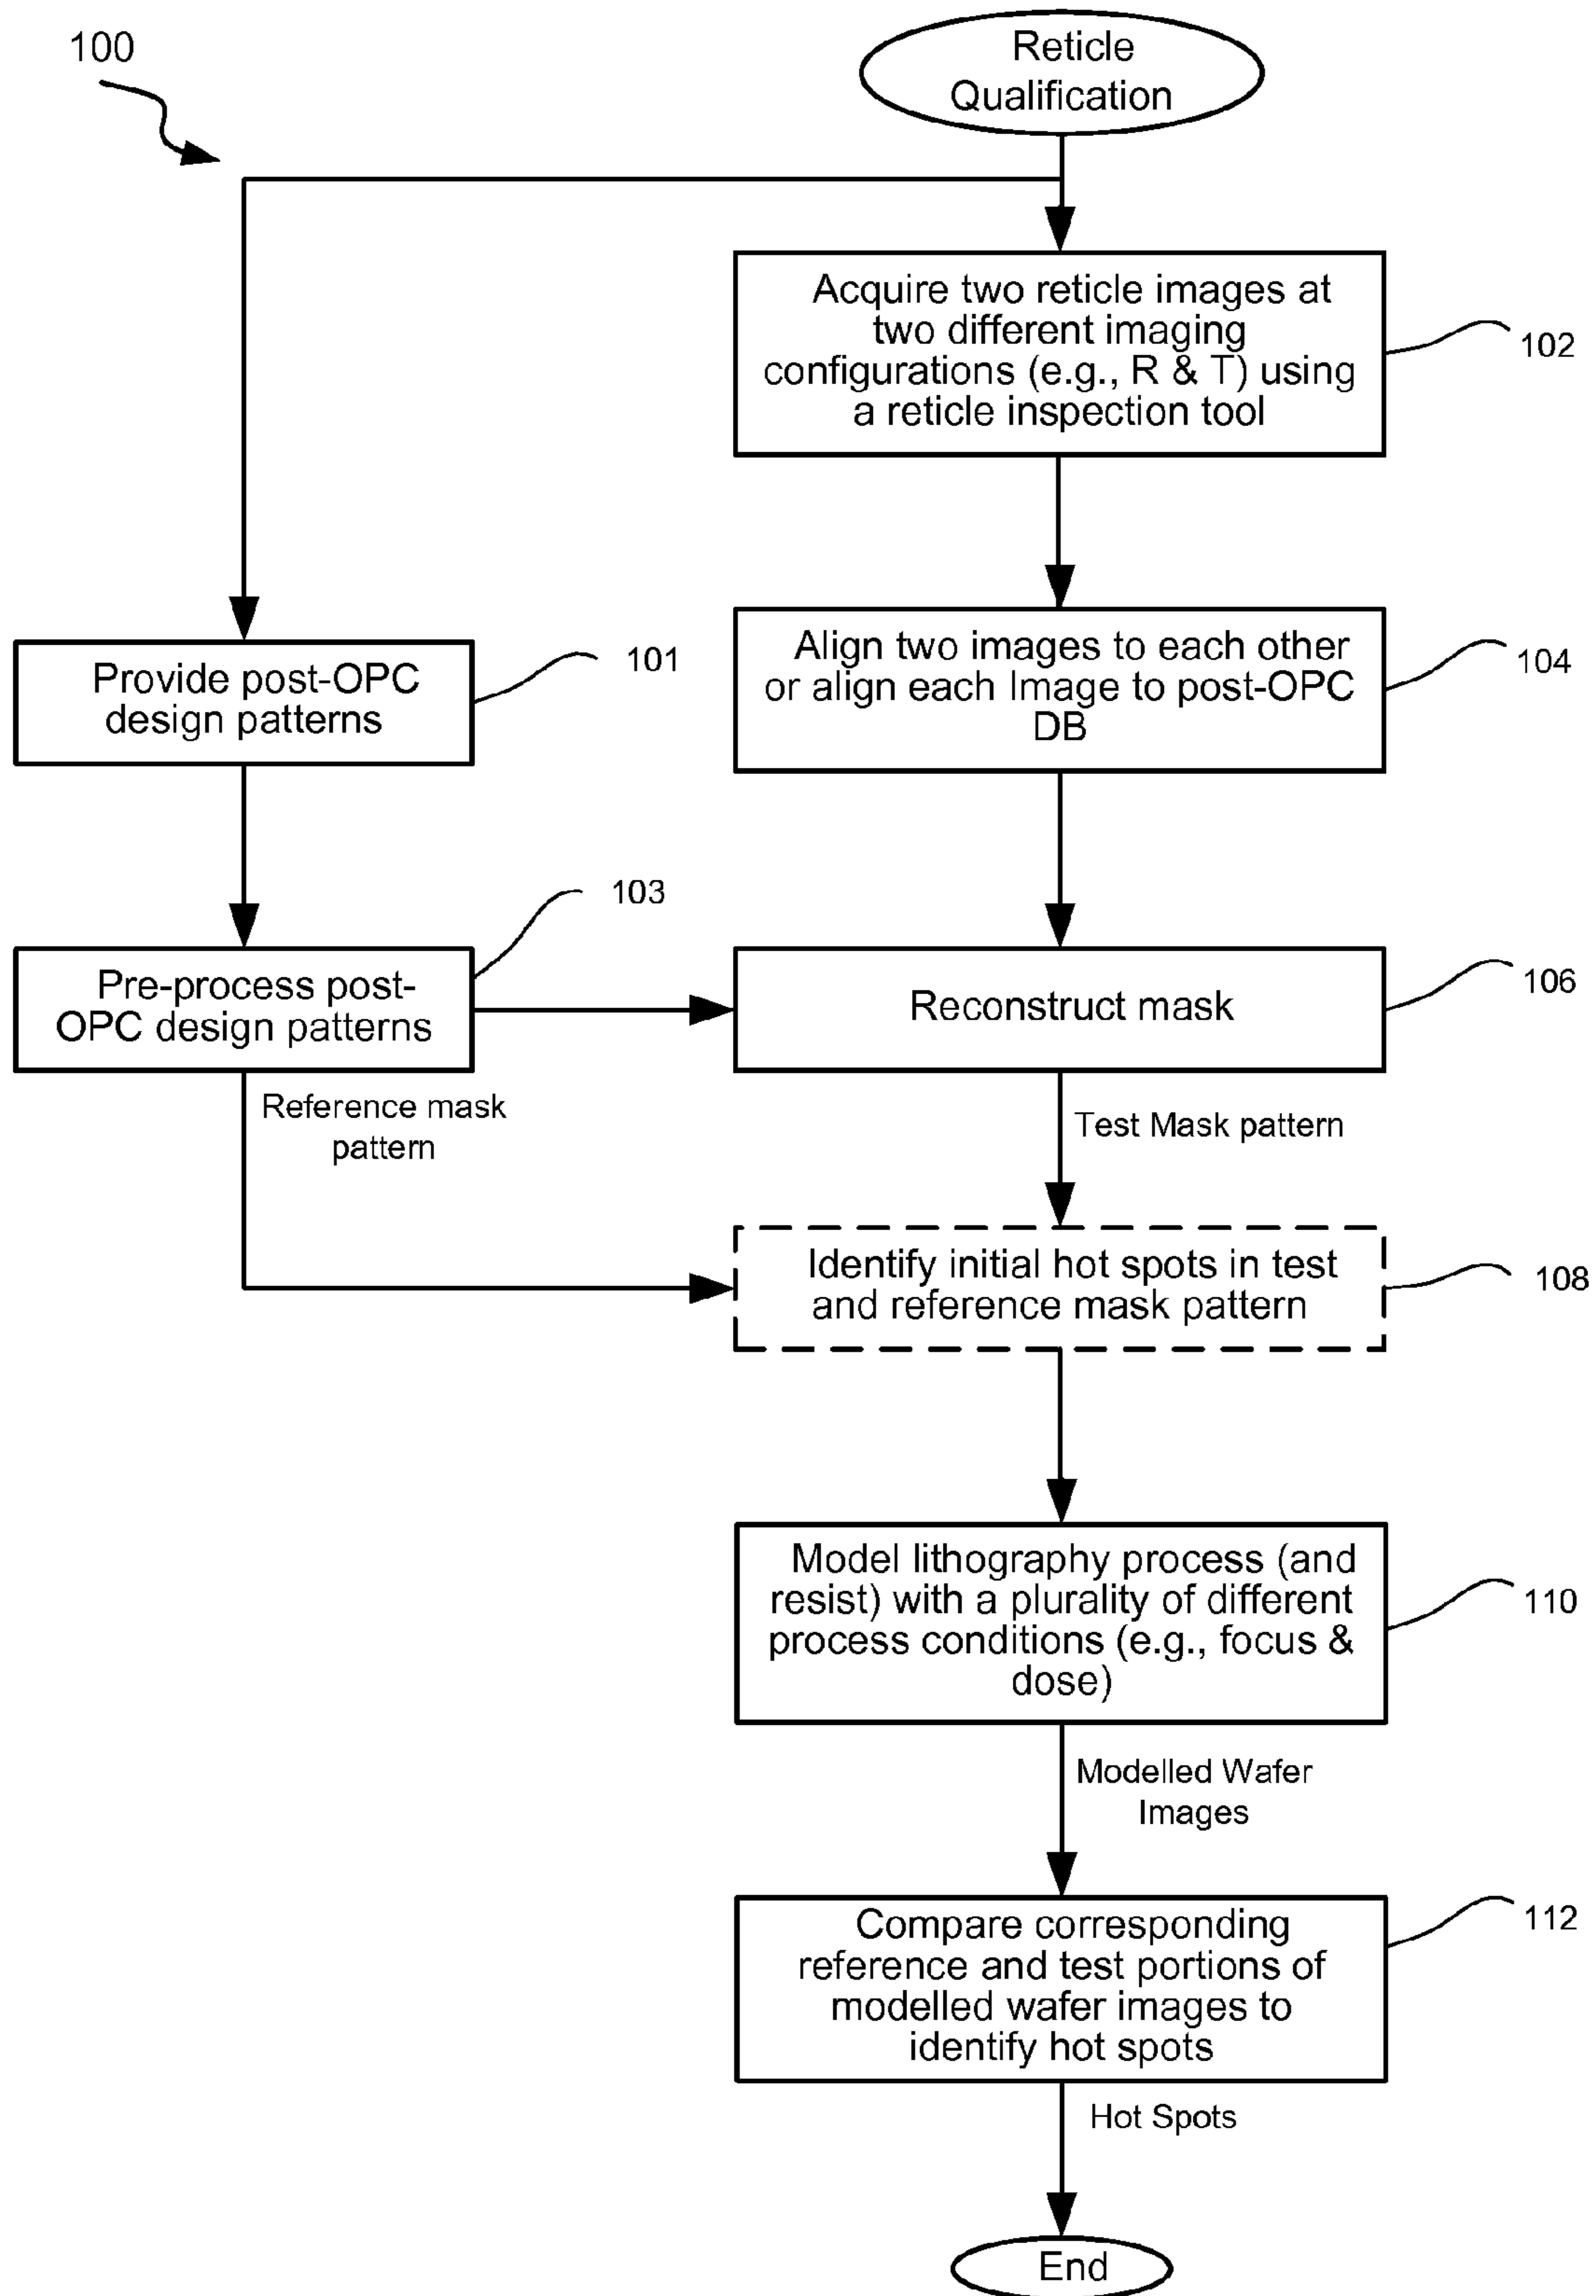 100
Reticle
Qualification
Acquire two reticle images at
two different imaging
configurations (e.g., R & T) using
a reticle inspection tool
102
Provide post-OPC
design patterns
101
Align two images to each other
or align each Image to post-OPC
DB
104
Pre-process post-
OPC design patterns
103
Reconstruct mask
106
Reference mask
pattern
Test Mask pattern
Identify initial hot spots in test
and reference mask pattern
108
Model lithography process (and
resist) with a plurality of different
process conditions (e.g., focus &
dose)
110
Modelled Wafer
Images
Compare corresponding
reference and test portions of
modelled wafer images to
identify hot spots
112
Hot Spots
End